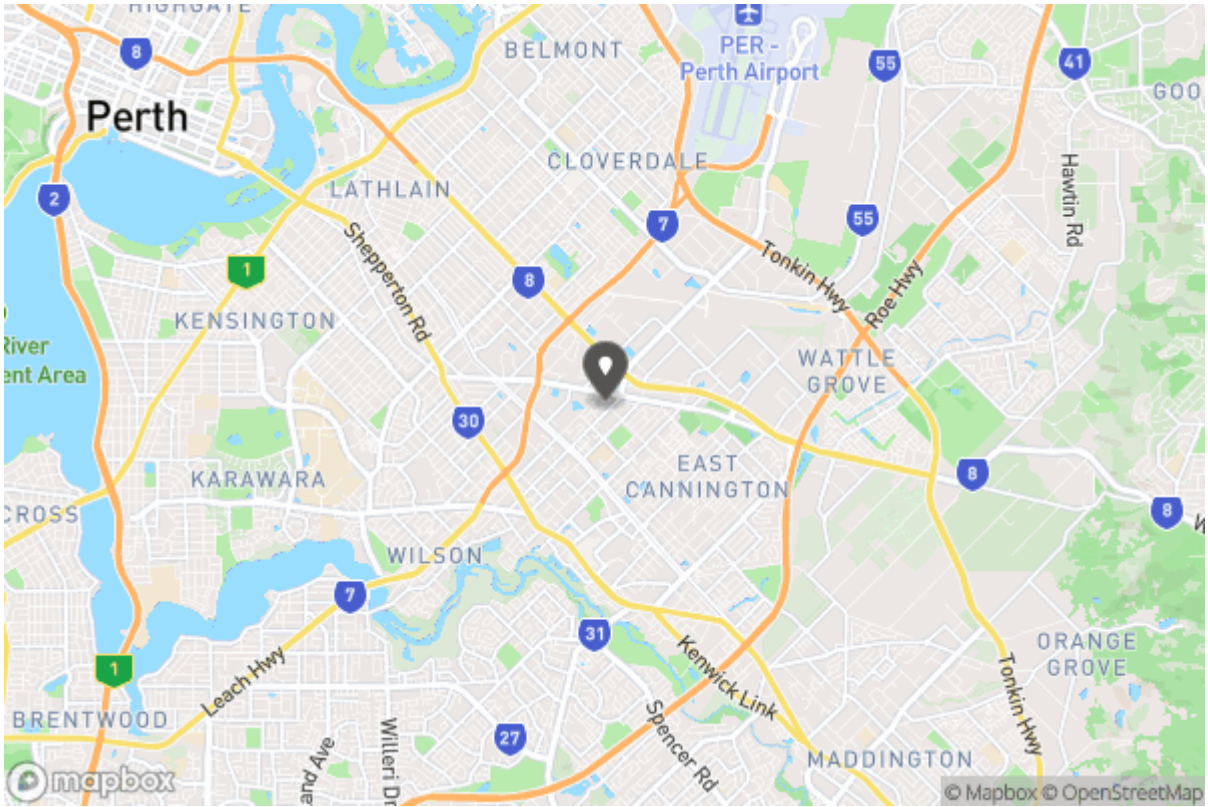 HIGHGATE
8
BELMONT
PER -
Perth Airport
55
41
GOO
Perth
CLOVERDALE
Hawtin Rd
LATHLAIN
2
7
55
Shepperton Rd
Tonkin Hwy
1
8
Roe Hwy
KENSINGTON
River
ent Area
WATTLE
GROVE
30
EAST
CANNINGTON
KARAWARA
8
CROSS
8
W
WILSON
7
31
ORANGE
GROVE
1
Leach Hwy
Kenwick Link
Tonkin Hwy
BRENTWOOD
and Ave
Willeri Dr
27
Spencer Rd
MADDINGTON
mapbox
© Mapbox © OpenStreetMap